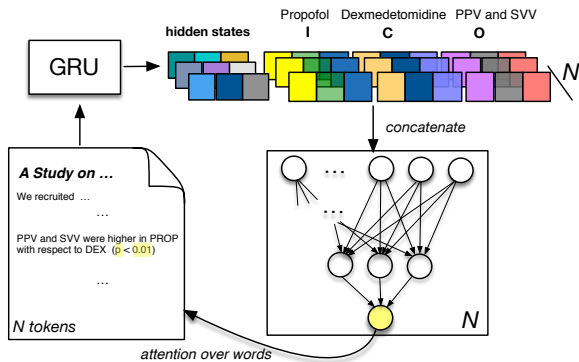 Propofol Dexmedetomidine PPV and SVV
hidden states I C O
GRU
N
concatenate
A Study on ...
We recruited ...
...
PPV and SVV were higher in PROP
with respect to DEX (p < 0.01)
...
N tokens
...
...
N
attention over words